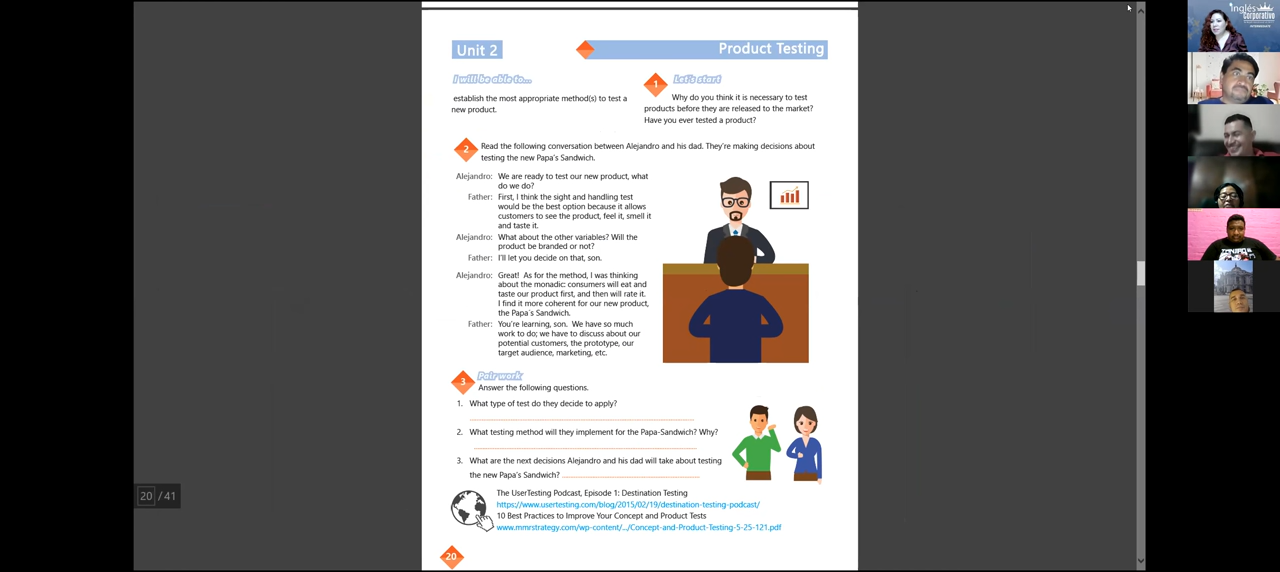 Unit 2
Product Testing
I will be able to...
establish the most appropriate method(s) to test a
new product.
1
Let's start
Why do you think it is necessary to test
products before they are released to the market?
Have you ever tested a product?
2
Read the following conversation between Alejandro and his dad. They're making decisions about
testing the new Papa's Sandwich.
Alejandro: We are ready to test our new product, what
do we do?
Father: First, I think the sight and handling test
would be the best option because it allows
customers to see the product, feel it, smell it
and taste it.
Alejandro: What about the other variables? Will the
product be branded or not?
Father: I'll let you decide on that, son.
Alejandro: Great! As for the method, I was thinking
about the monadic: consumers will eat and
taste our product first, and then will rate it.
I find it more coherent for our new product,
the Papa´s Sandwich.
Father: You're learning, son. We have so much
work to do; we have to discuss about our
potential customers, the prototype, our
target audience, marketing, etc.
3
Pair work
Answer the following questions.
1. What type of test do they decide to apply?
2. What testing method will they implement for the Papa-Sandwich? Why?
3. What are the next decisions Alejandro and his dad will take about testing
the new Papa's Sandwich?
The UserTesting Podcast, Episode 1: Destination Testing
https://www.usertesting.com/blog/2015/02/19/destination-testing-podcast/
10 Best Practices to Improve Your Concept and Product Tests
www.mmrstrategy.com/wp-content/.../Concept-and-Product-Testing-5-25-121.pdf
20
20 / 41
inglés
corporativo
INTERMEDIATE